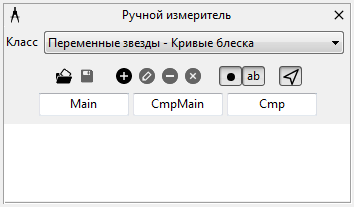 Ручной измеритель
Класс Переменные звезды - Кривые блеска
ab
Main CmpMain Cmp